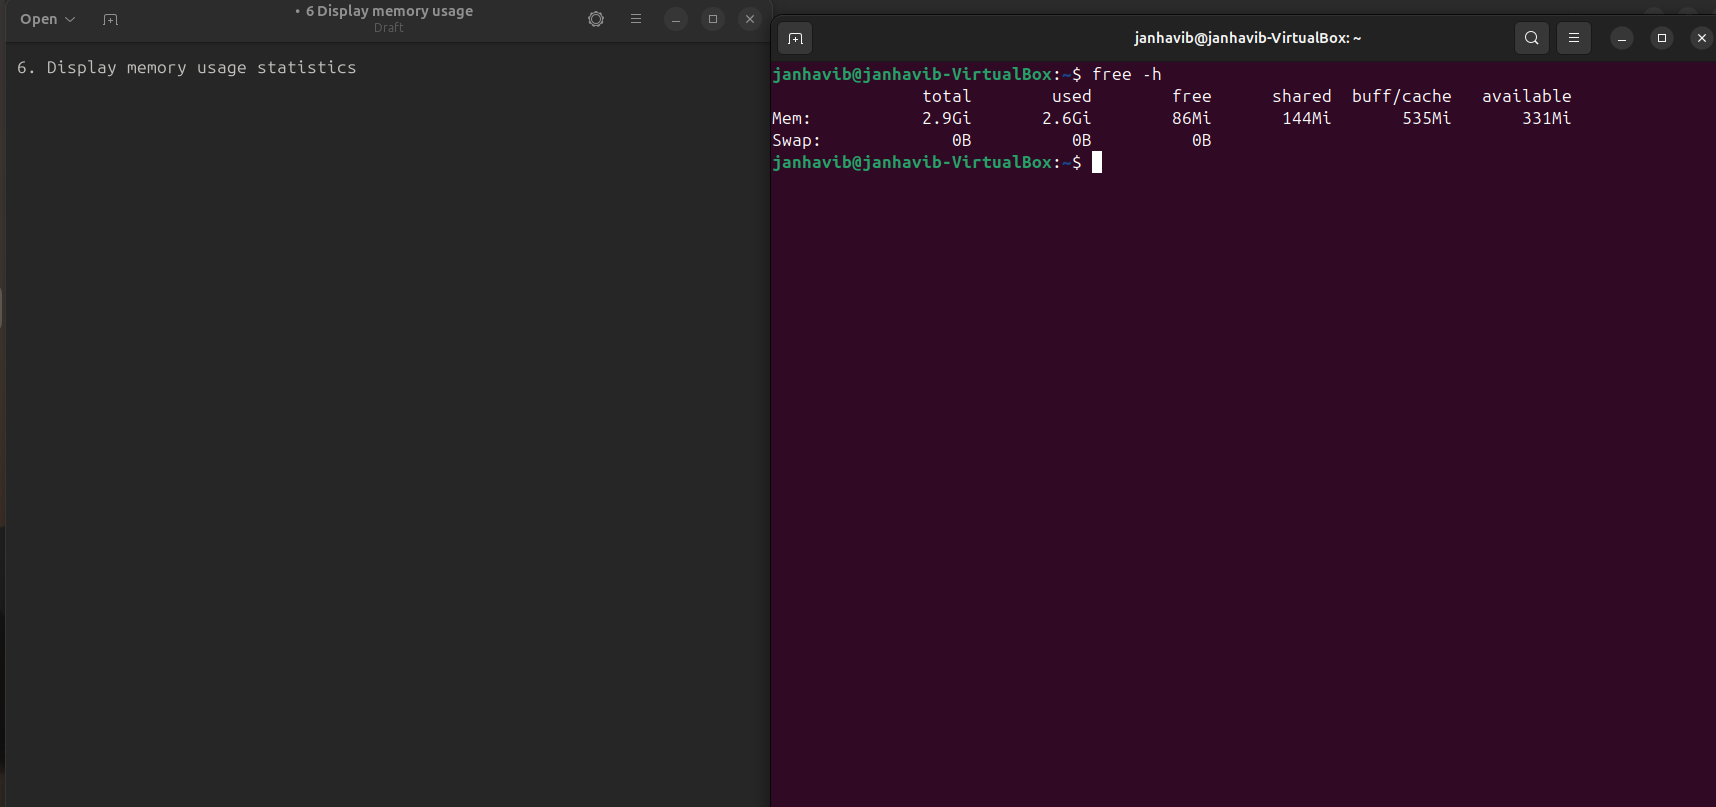 Open
• 6 Display memory usage
Draft
6. Display memory usage statistics
janhavib@janhavib-VirtualBox: ~
janhavib@janhavib-VirtualBox:~$ free -h
               total        used        free      shared  buff/cache   available
Mem:           2.9Gi       2.6Gi        86Mi       144Mi       535Mi       331Mi
Swap:             0B          0B          0B
janhavib@janhavib-VirtualBox:~$